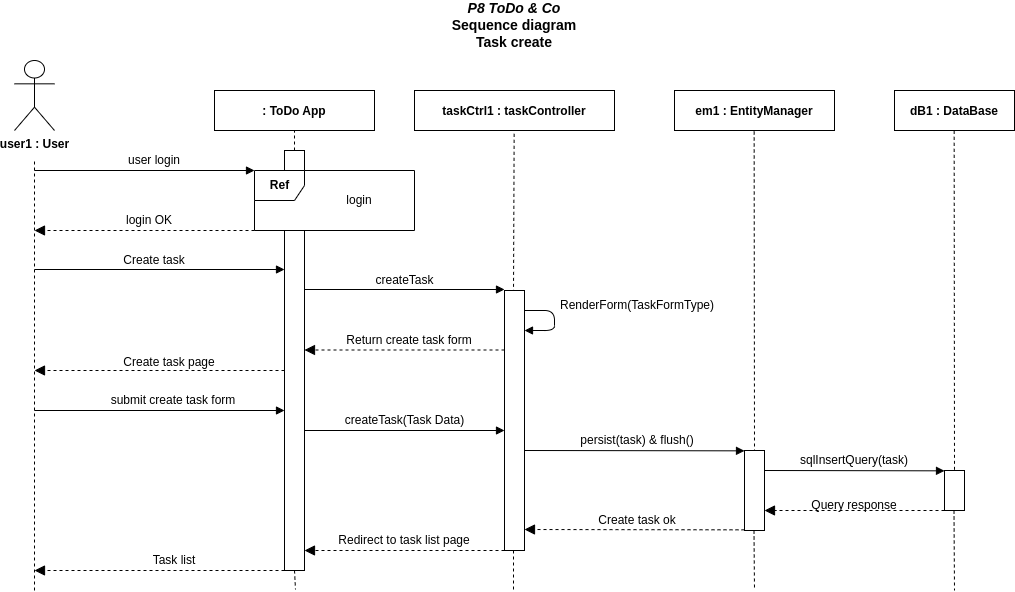 P8 ToDo & Co
Sequence diagram
Task create
: ToDo App
taskCtrl1 : taskController
em1 : EntityManager
dB1 : DataBase
user1 : User
user login
Ref
login
login OK
Create task
createTask
RenderForm(TaskFormType)
Return create task form
Create task page
submit create task form
createTask(Task Data)
persist(task) & flush()
sqlInsertQuery(task)
Query response
Create task ok
Redirect to task list page
Task list